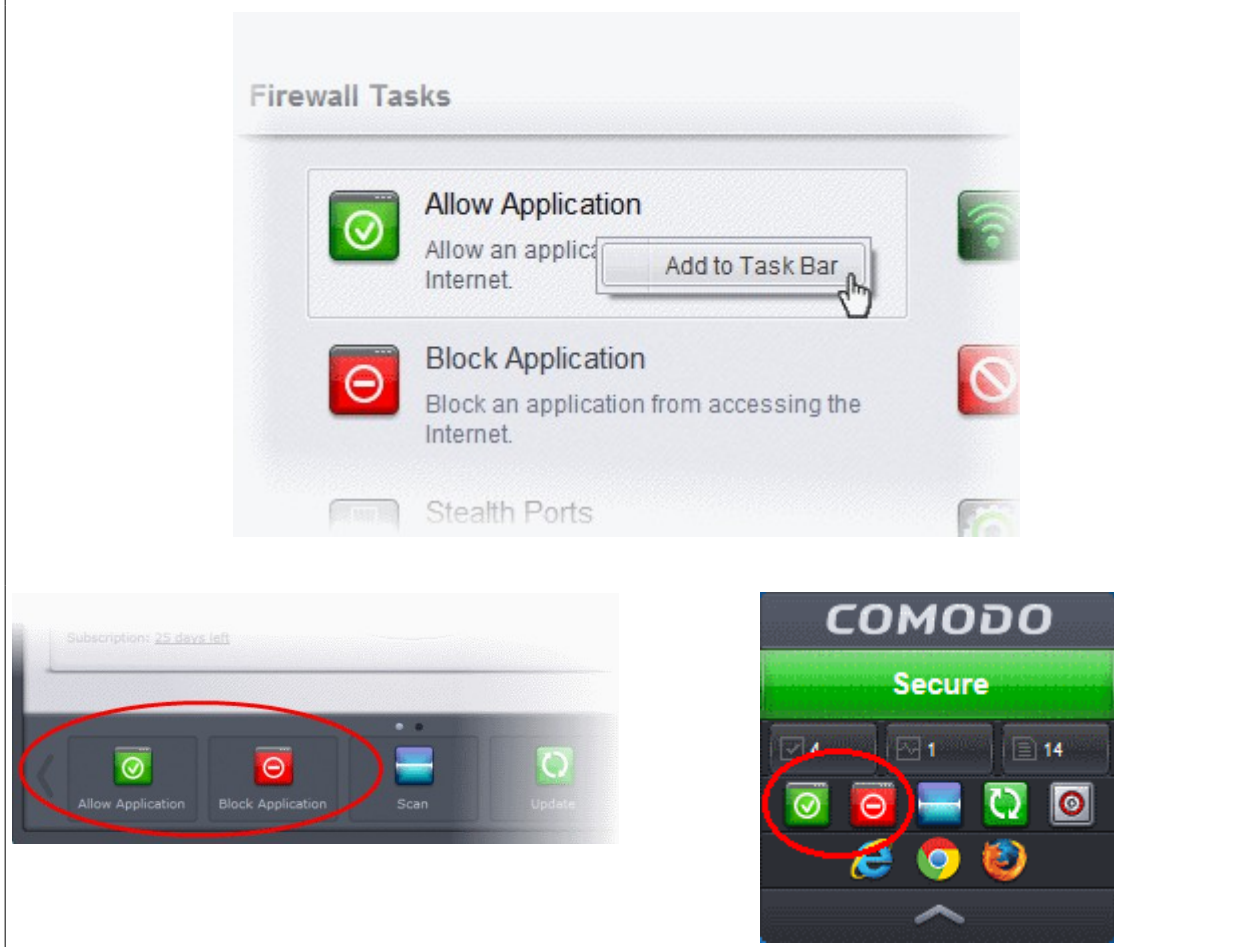 Firewall Tasks
Allow Application
Allow an applica
Internet.
Add to Task Bar
Block Application
Block an application from accessing the
Internet.
Stealth Ports
Subscription: 25 days left
Allow Application
Block Application
Scan
Update
COMODO
Secure
4
1
14